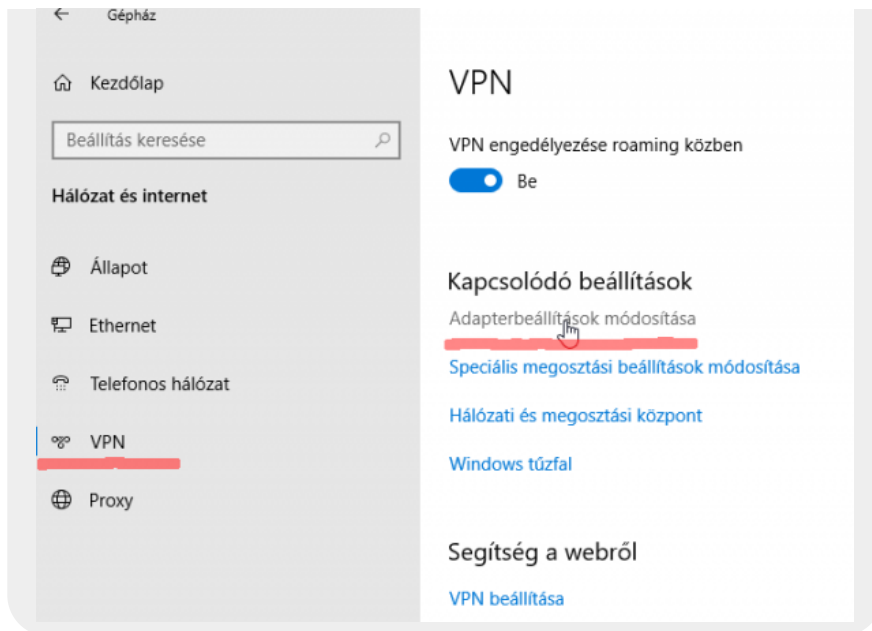 Gépház
Kezdőlap
Beállítás keresése
Hálózat és internet
Állapot
Ethernet
Telefonos hálózat
VPN
Proxy
VPN
VPN engedélyezése roaming közben
Be
Kapcsolódó beállítások
Adapterbeállítások módosítása
Speciális megosztási beállítások módosítása
Hálózati és megosztási központ
Windows tűzfal
Segítség a webről
VPN beállítása